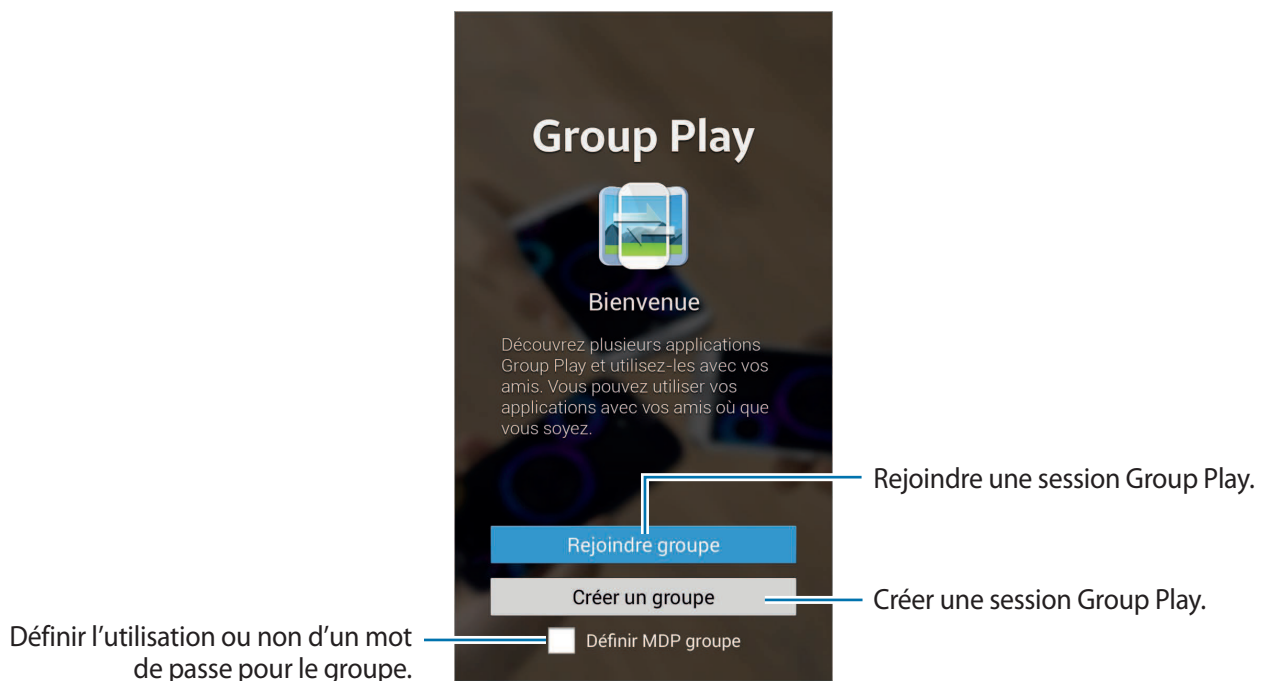 Group Play
Bienvenue
Découvrez plusieurs applications
Group Play et utilisez-les avec vos
amis. Vous pouvez utiliser vos
applications avec vos amis où que
vous soyez.
Rejoindre une session Group Play.
Rejoindre groupe
Créer un groupe
Créer une session Group Play.
Définir l'utilisation ou non d'un mot
de passe pour le groupe.
Définir MDP groupe